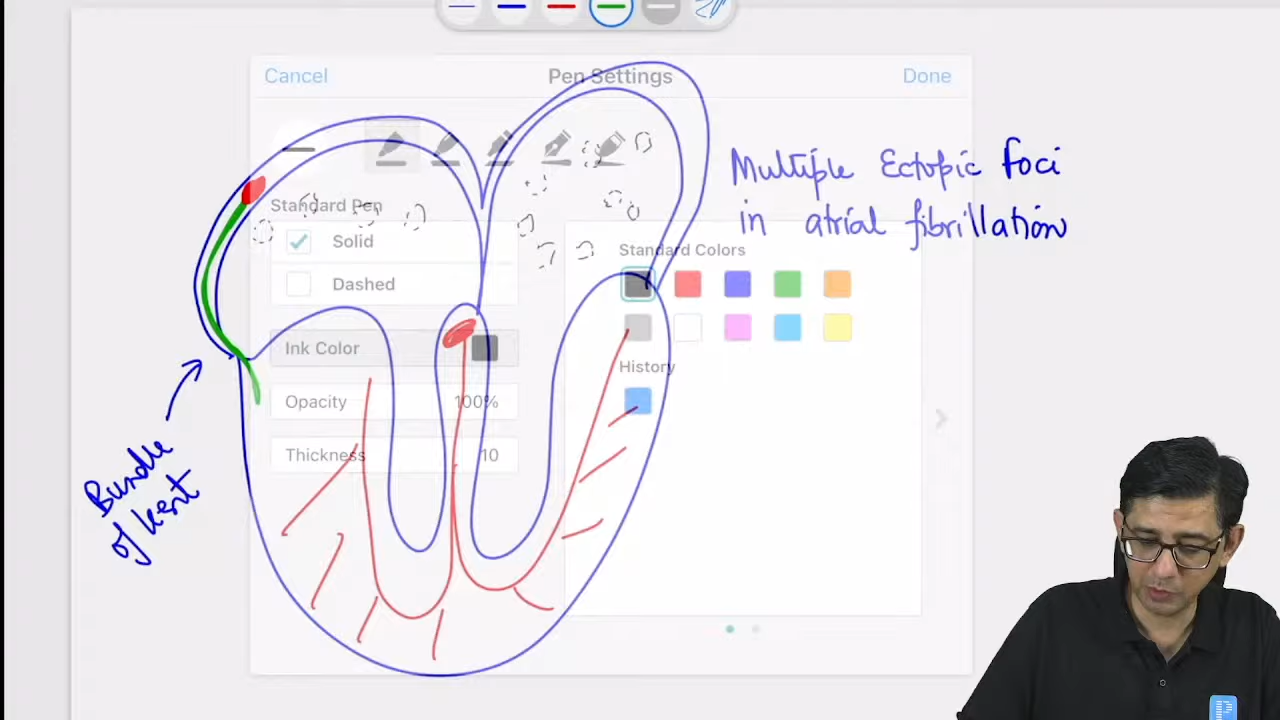 Cancel
Pen Settings
Done
Multiple Ectopic foci
in atrial fibrillation
Standard Pen
Solid
Dashed
Standard Colors
Ink Color
History
Opacity
100%
Thickness
10
Bundle
of kent